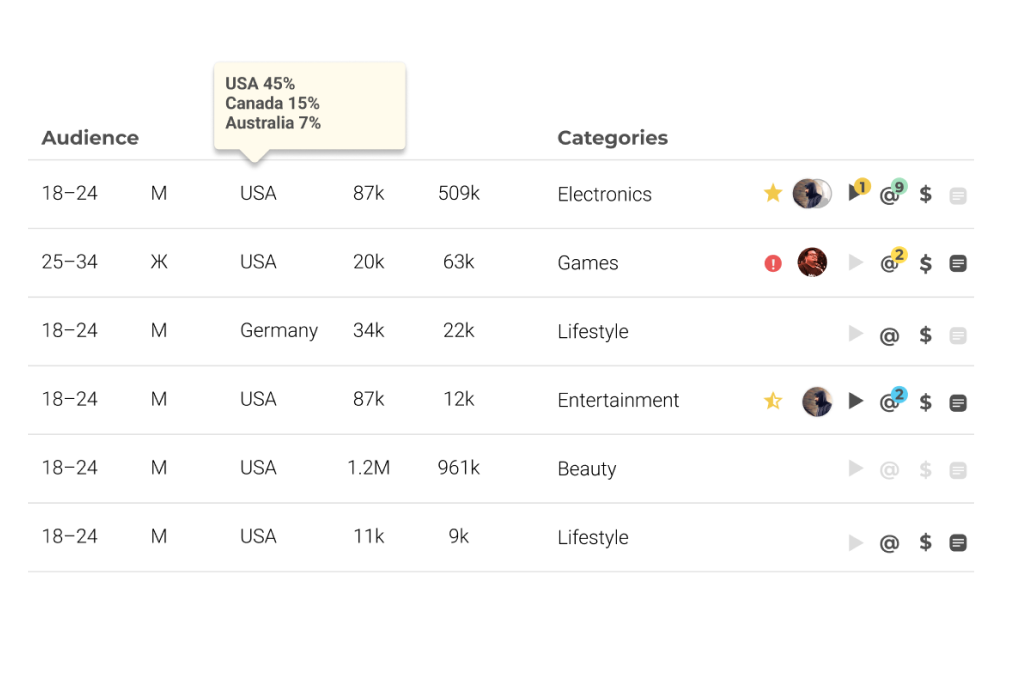 USA 45%
Canada 15%
Australia 7%
Audience Categories
18–24 M USA 87k 509k Electronics 1 @ 9 $
25–34 Ж USA 20k 63k Games ! @ 2 $
18–24 M Germany 34k 22k Lifestyle @ $
18–24 M USA 87k 12k Entertainment @ 2 $
18–24 M USA 1.2M 961k Beauty @ $
18–24 M USA 11k 9k Lifestyle @ $